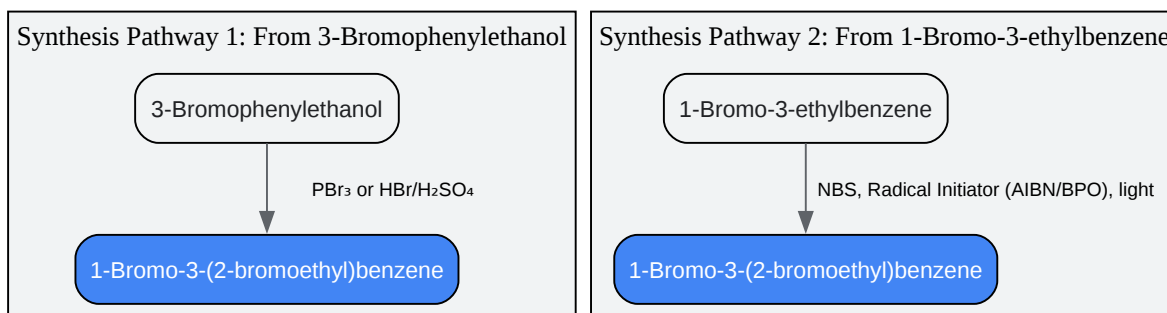 Synthesis Pathway 1: From 3-Bromophenylethanol
3-Bromophenylethanol
PBr₃ or HBr/H₂SO₄
1-Bromo-3-(2-bromoethyl)benzene
Synthesis Pathway 2: From 1-Bromo-3-ethylbenzene
1-Bromo-3-ethylbenzene
NBS, Radical Initiator (AIBN/BPO), light
1-Bromo-3-(2-bromoethyl)benzene